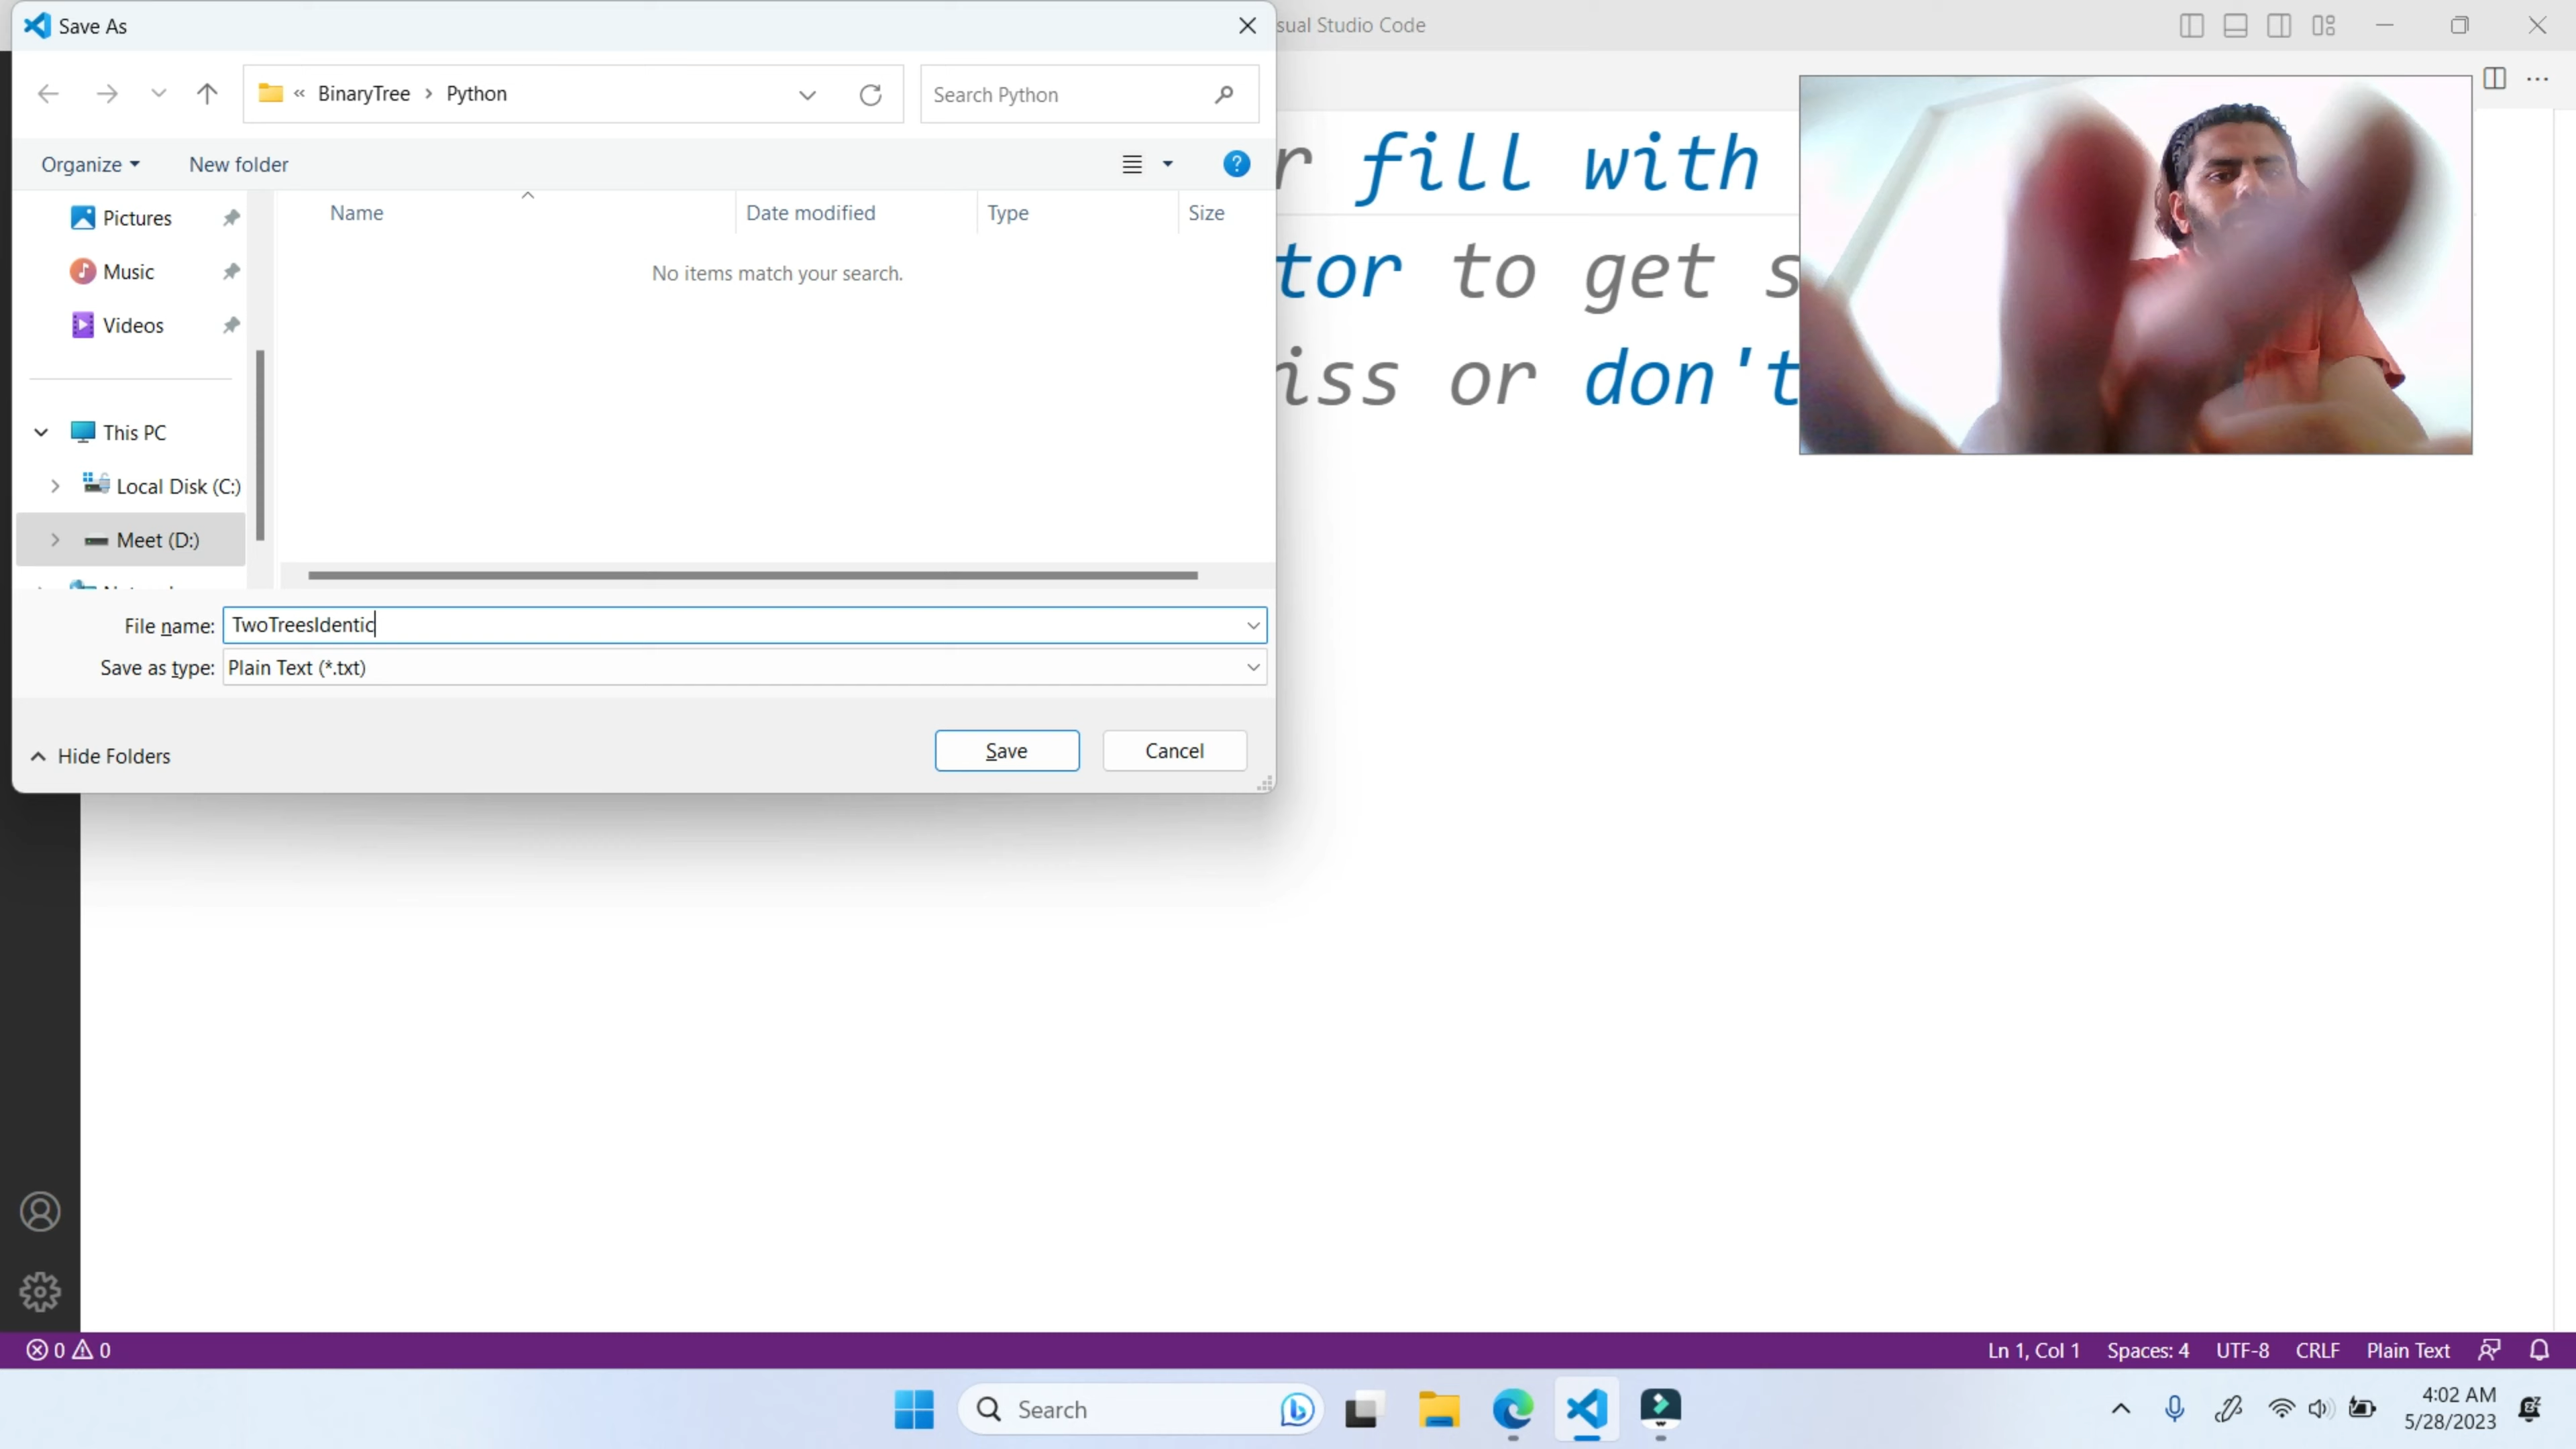 Save As
sual Studio Code
« BinaryTree > Python
Search Python
Organize
New folder
Name
Date modified
Type
Size
No items match your search.
Pictures
Music
Videos
This PC
Local Disk (C:)
Meet (D:)
r fill with
tor to get s
iss or don't
File name: TwoTreesIdentic
Save as type: Plain Text (*.txt)
Hide Folders
Save
Cancel
0 0
Ln 1, Col 1
Spaces: 4
UTF-8
CRLF
Plain Text
Search
4:02 AM
5/28/2023